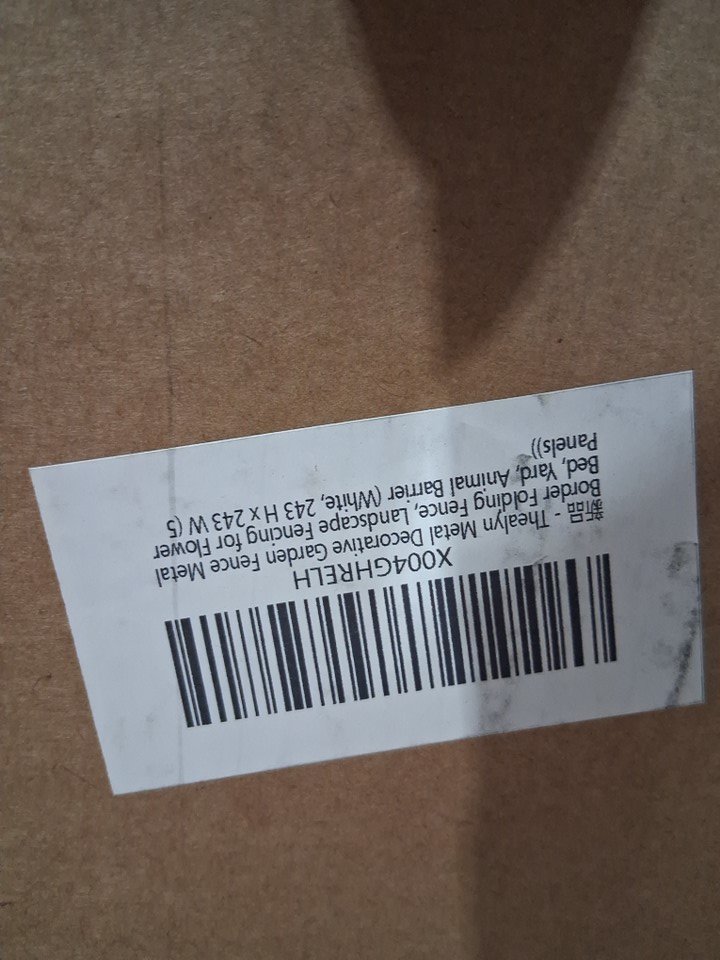 X004GHRELH
新品 - Thealyn Metal Decorative Garden Fence Metal
Border Folding Fence, Landscape Fencing for Flower
Bed, Yard, Animal Barrier (White, 243 H x 243 W (5
Panels))